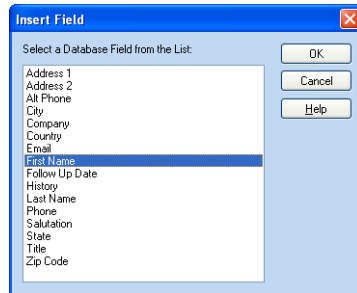 Insert Field
Select a Database Field from the List:
OK
Cancel
Help
Address 1
Address 2
Alt Phone
City
Company
Country
Email
First Name
Follow Up Date
History
Last Name
Phone
Salutation
State
Title
Zip Code